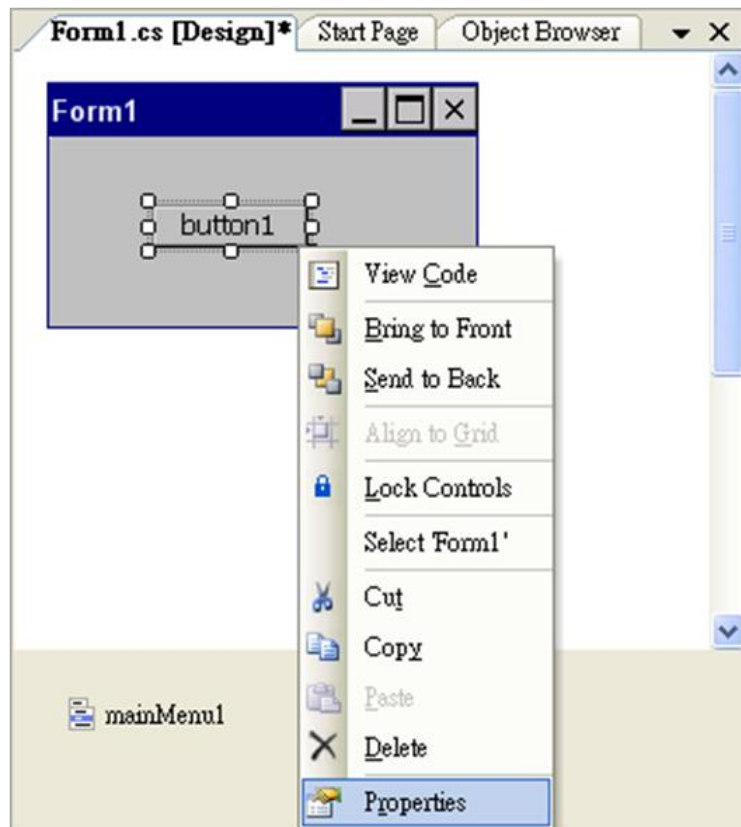 Form1.cs [Design]* Start Page Object Browser
Form1
button1
View Code
Bring to Front
Send to Back
Align to Grid
Lock Controls
Select 'Form1'
Cut
Copy
Paste
Delete
Properties
mainMenu1